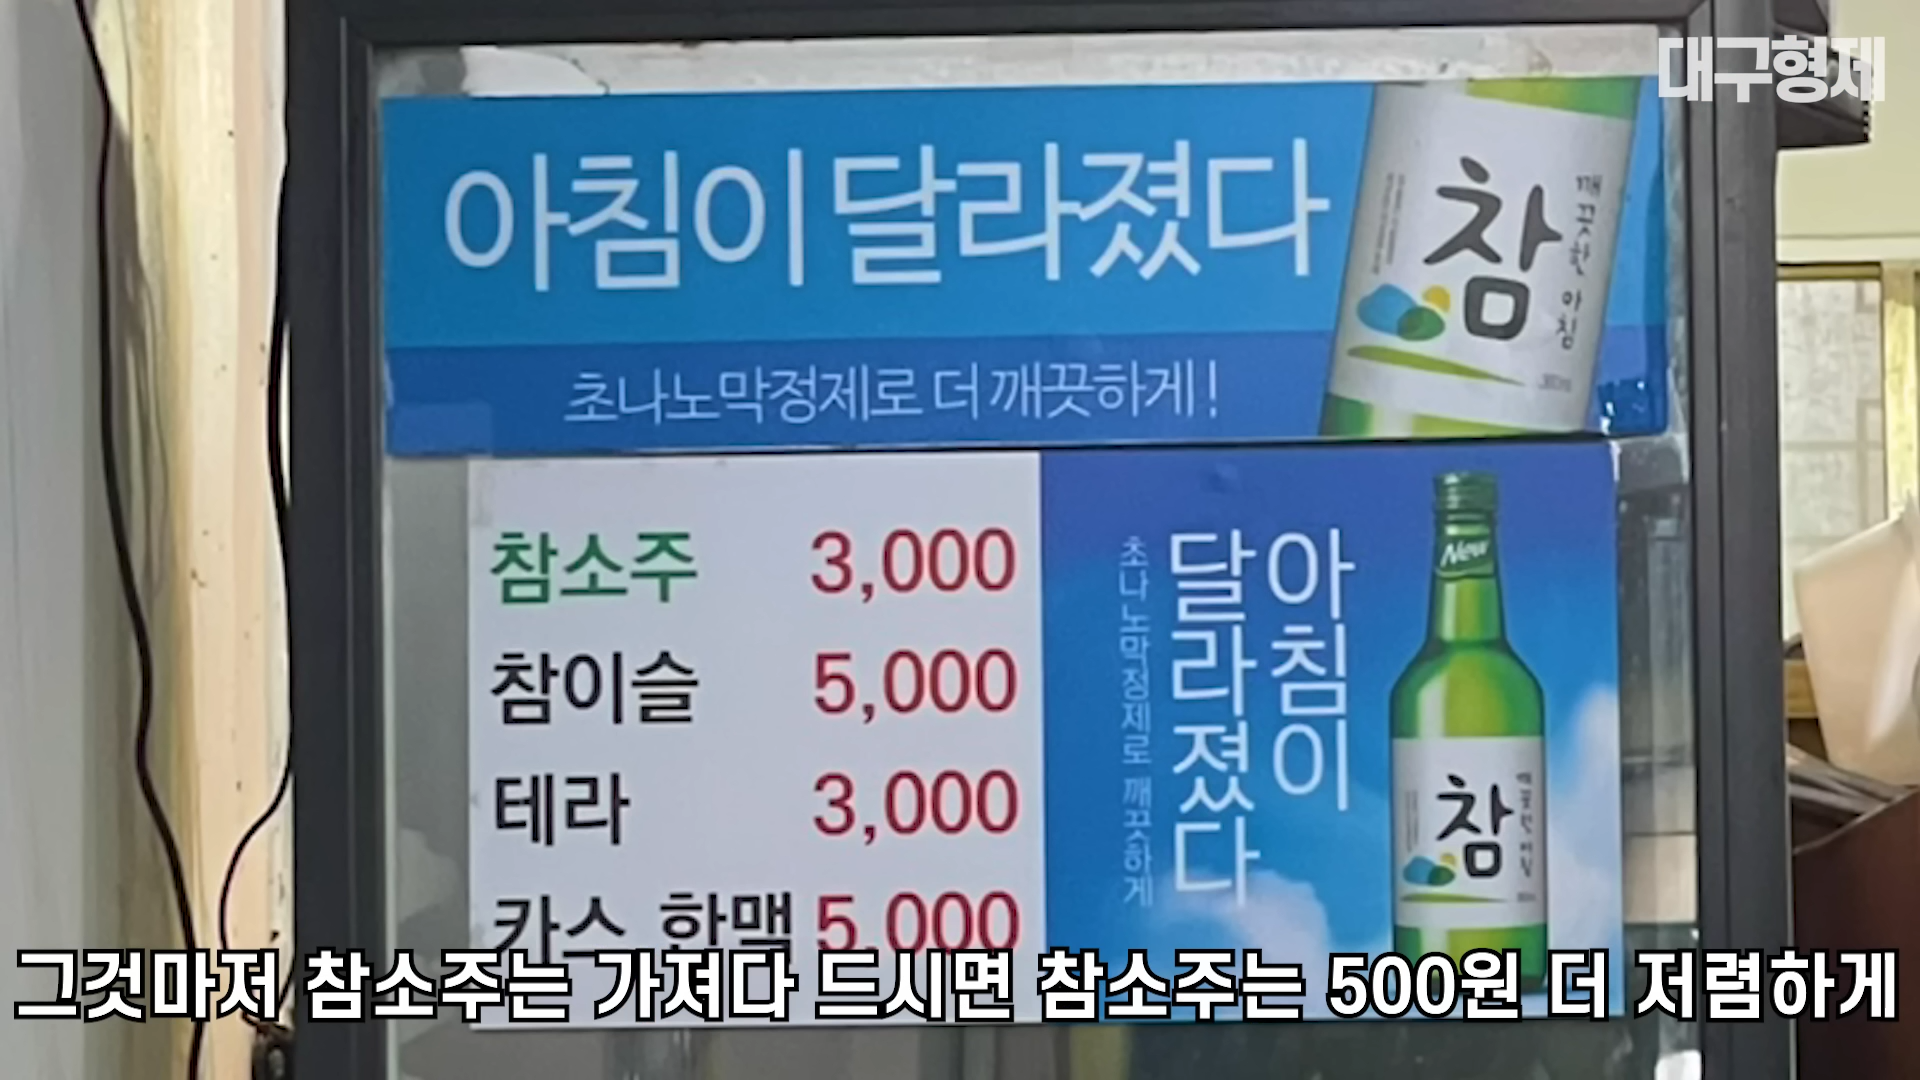 대구형제
아침이 달라졌다
참
깨끗한 아침
초나노막정제로 더 깨끗하게!
참소주 3,000
참이슬 5,000
테라 3,000
카스 한맥 5,000
아침이
달라졌다
초나노막정제로 깨끗하게
New
참
깨끗한 아침
그것마저 참소주는 가져다 드시면 참소주는 500원 더 저렴하게